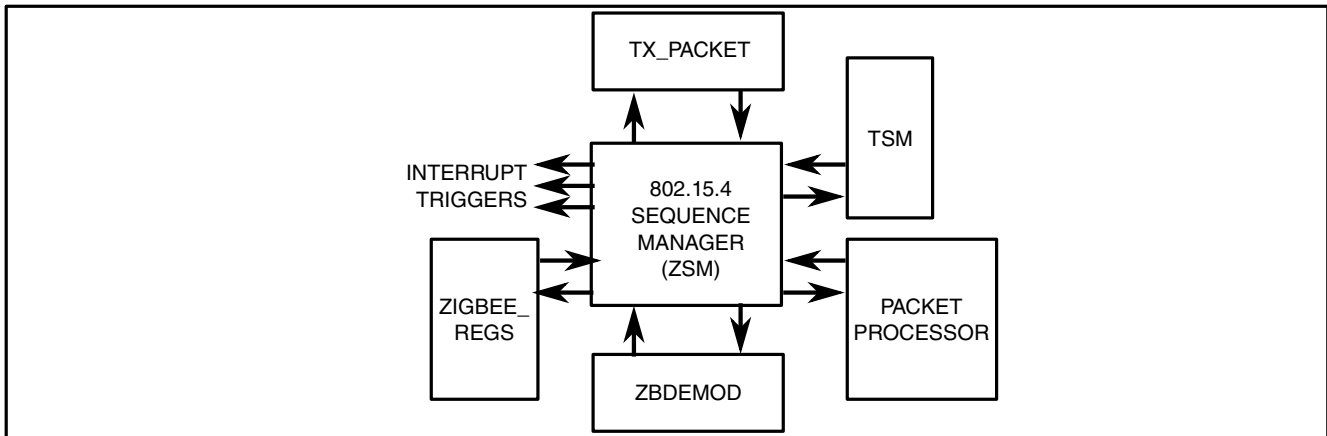 TX_PACKET
TSM
INTERRUPT
TRIGGERS
802.15.4
SEQUENCE
MANAGER
(ZSM)
ZIGBEE_
REGS
PACKET
PROCESSOR
ZBDEMOD